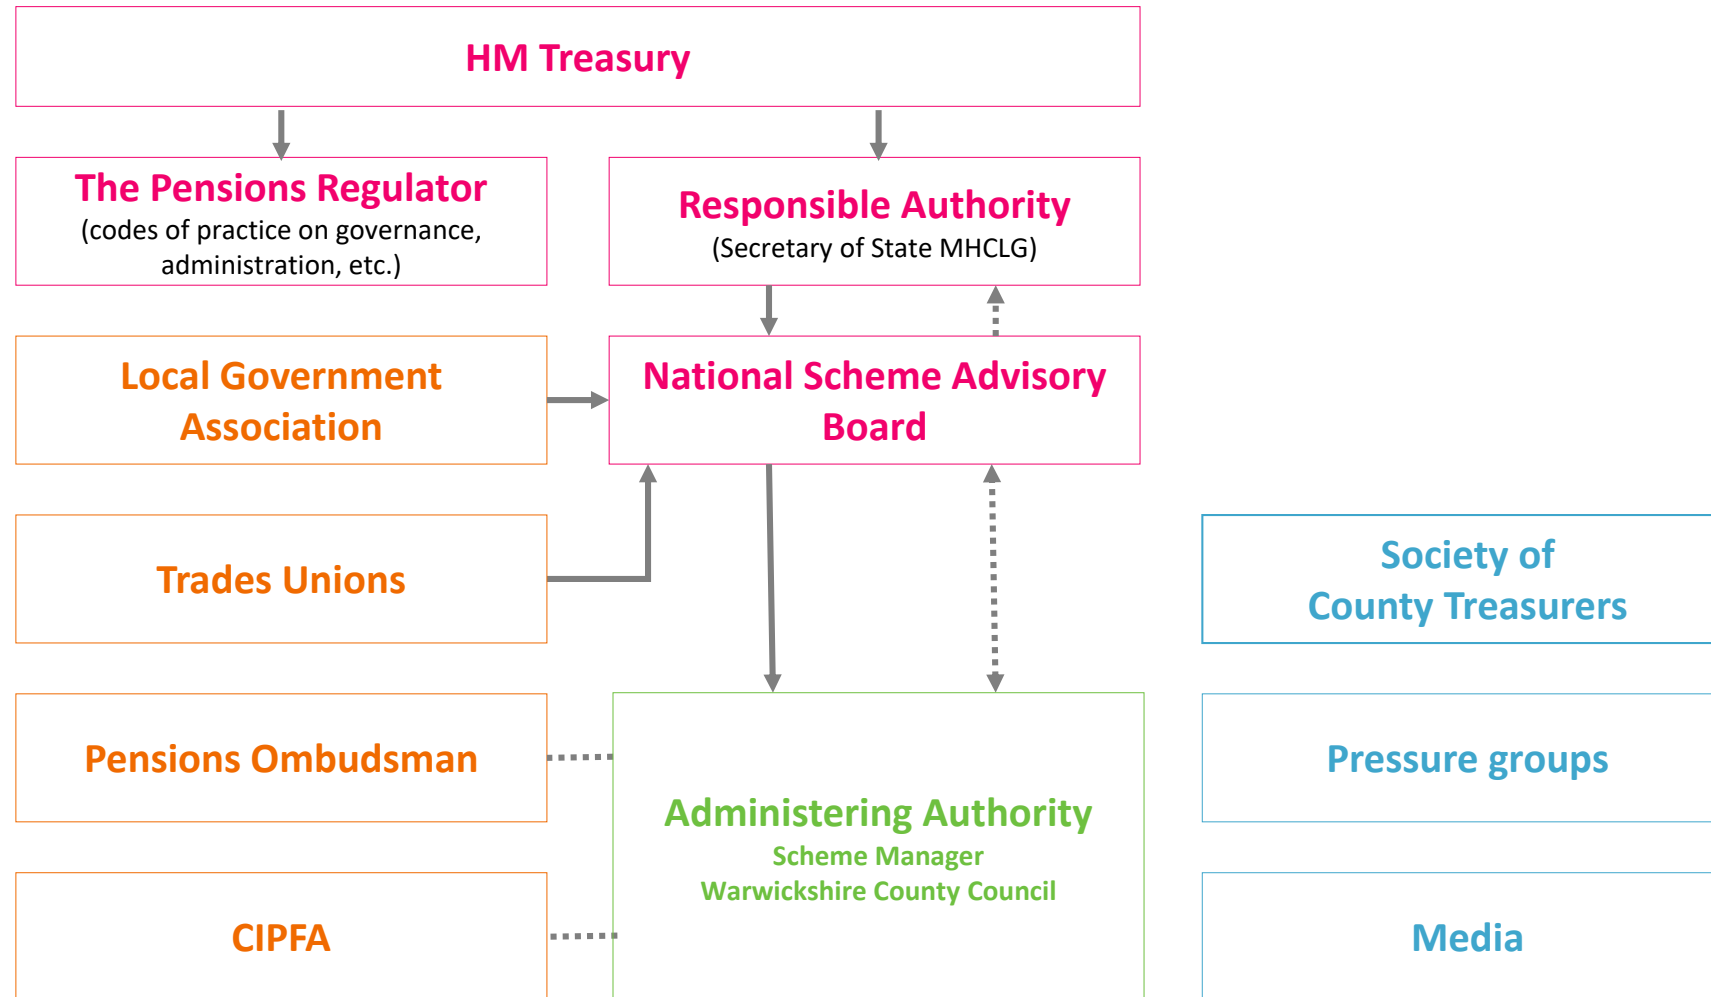 HM Treasury
The Pensions Regulator
(codes of practice on governance,
administration, etc.)
Responsible Authority
(Secretary of State MHCLG)
Local Government
Association
National Scheme Advisory
Board
Trades Unions
Society of
County Treasurers
Pensions Ombudsman
Administering Authority
Scheme Manager
Warwickshire County Council
Pressure groups
CIPFA
Media